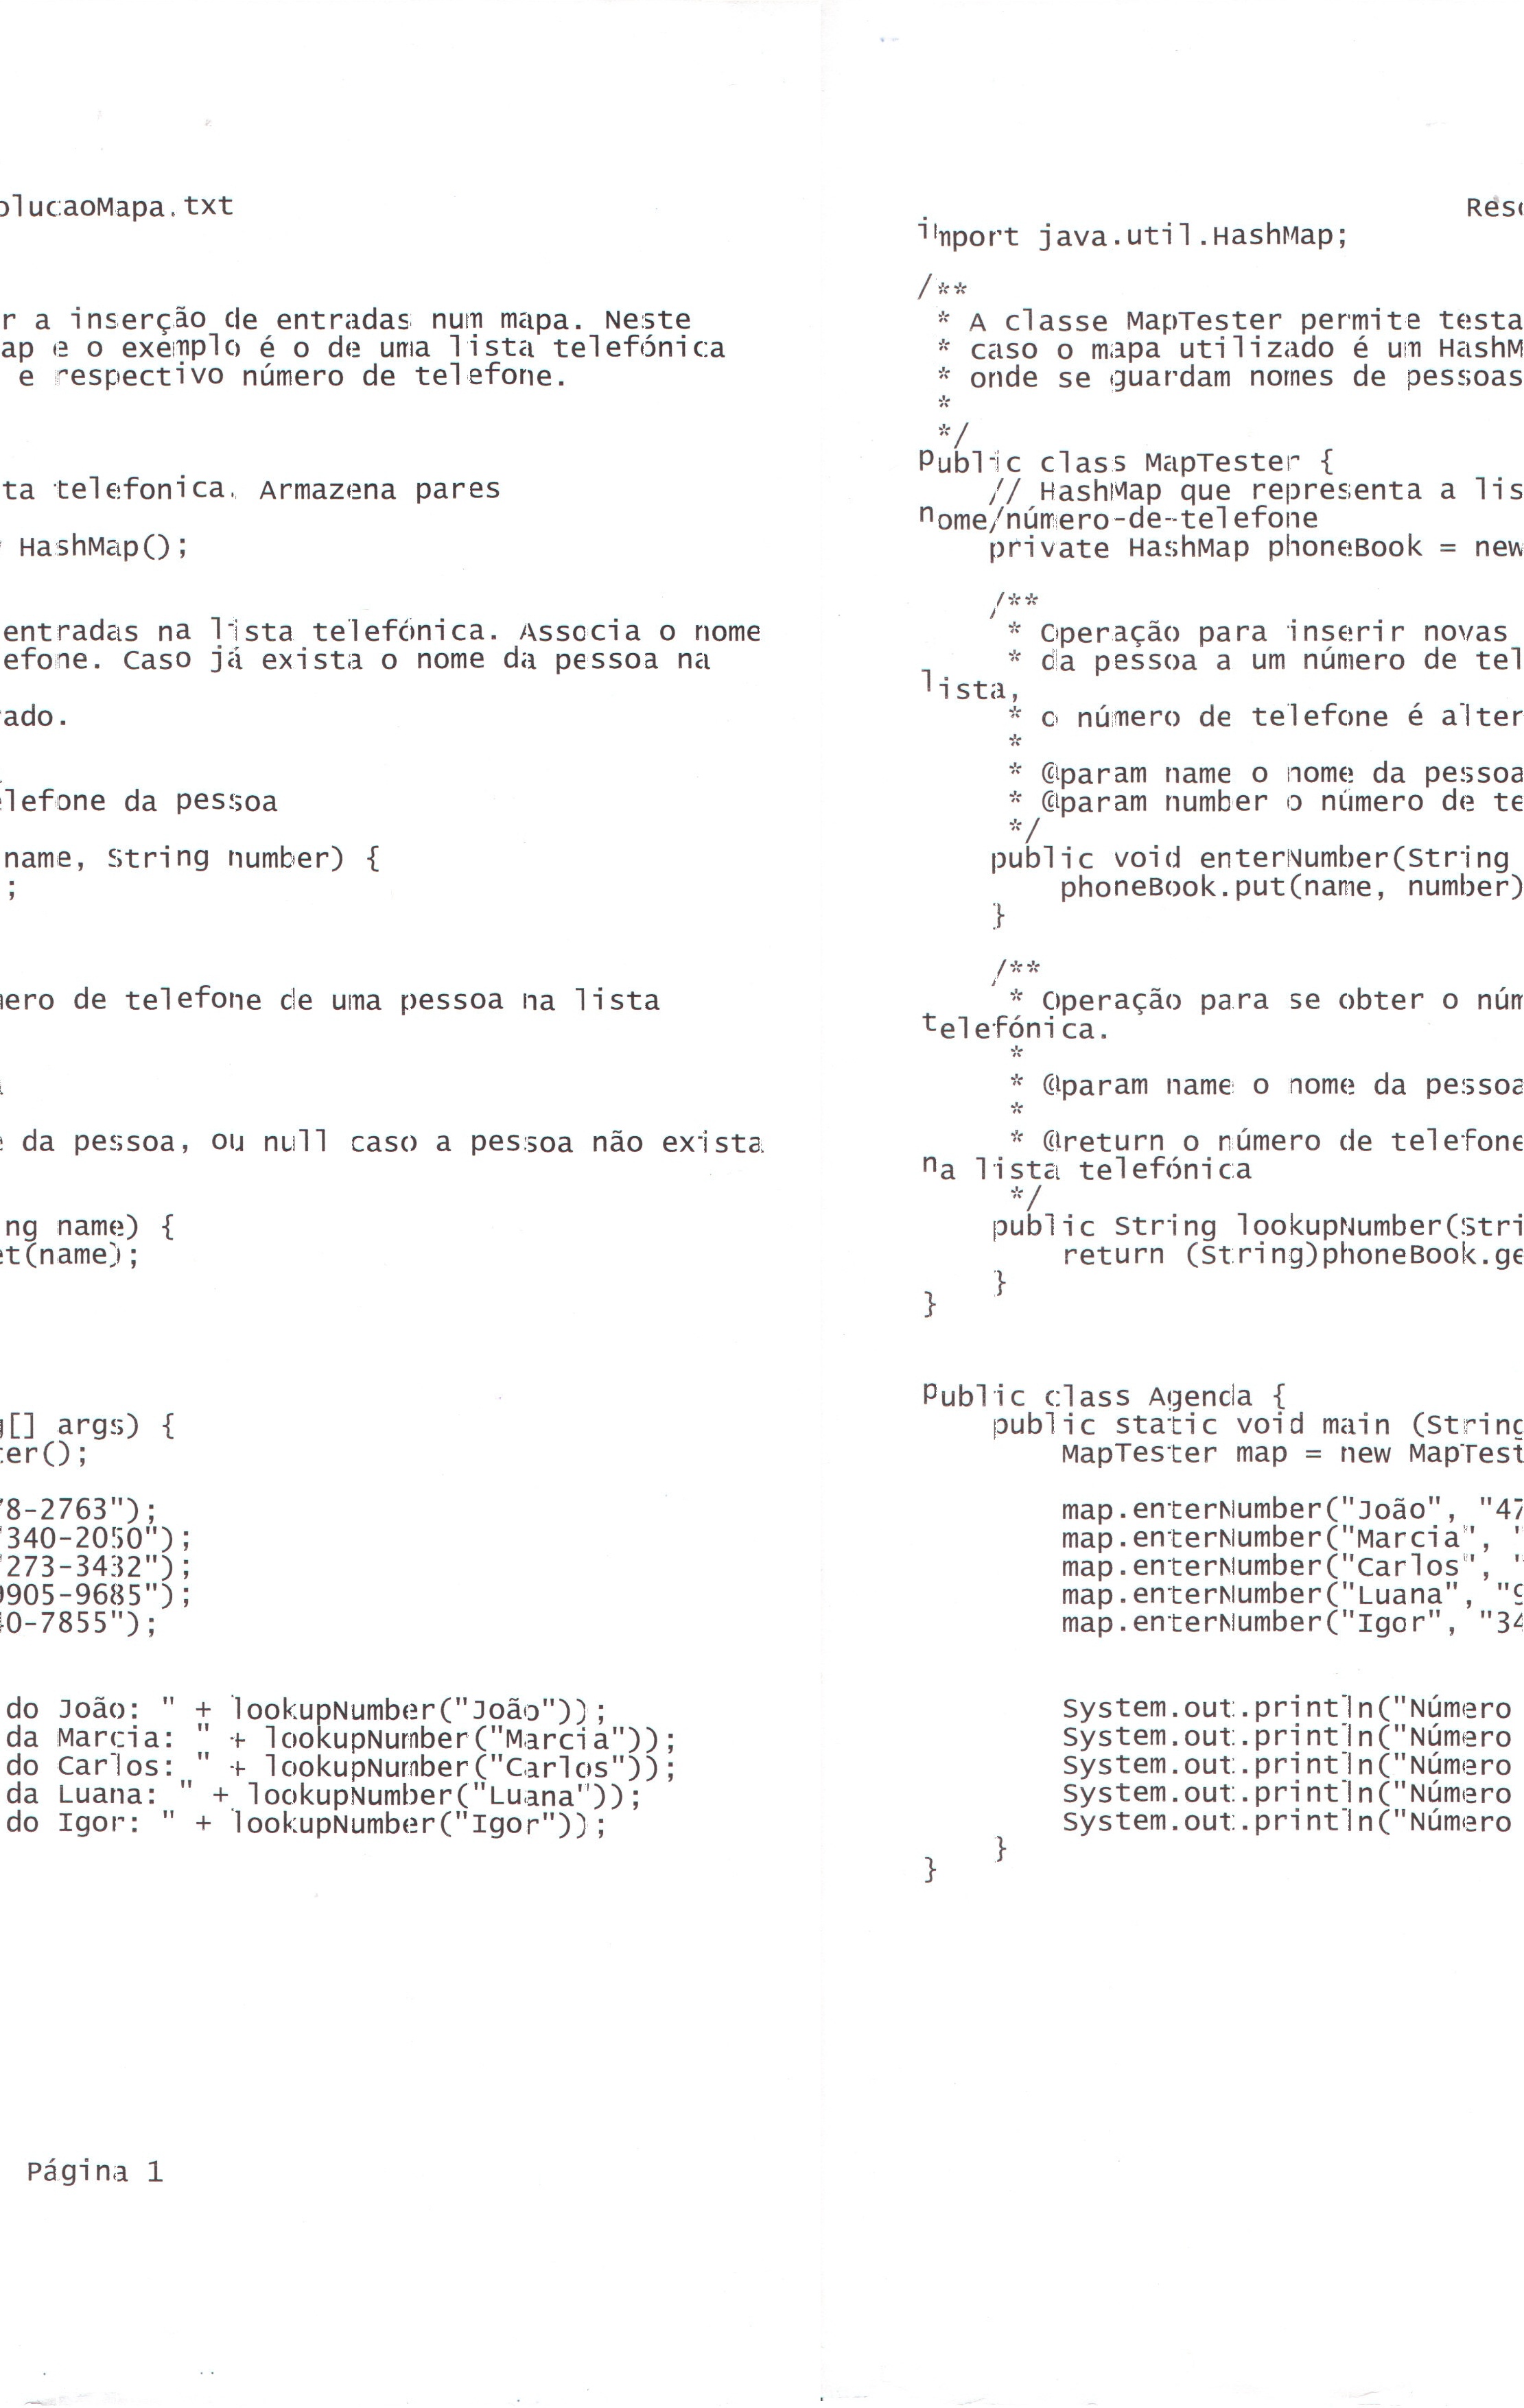 olucaoMapa.txt
r a inserção de entradas num mapa. Neste
ap e o exemplo é o de uma lista telefónica
e respectivo número de telefone.
ta telefonica. Armazena pares
HashMap();
entradas na lista telefónica. Associa o nome
efone. Caso já exista o nome da pessoa na
ado.
lefone da pessoa
name, String number) {
;
ero de telefone de uma pessoa na lista
da pessoa, ou null caso a pessoa não exista
ng name) {
et(name);
[] args) {
ter();
78-2763");
340-2050");
273-3432");
9905-9685");
40-7855");
do João: " + lookupNumber("João"));
da Marcia: " + lookupNumber("Marcia"));
do Carlos: " + lookupNumber("Carlos"));
da Luana: " + lookupNumber("Luana"));
do Igor: " + lookupNumber("Igor"));
Página 1
Reso
import java.util.HashMap;
/**
* A classe MapTester permite testa
* caso o mapa utilizado é um HashM
* onde se guardam nomes de pessoas
*
*/
Public class MapTester {
// HashMap que representa a lis
nome/número-de-telefone
private HashMap phoneBook = new
/**
* Operação para inserir novas
* da pessoa a um número de tel
lista,
* o número de telefone é alter
*
* @param name o nome da pessoa
* @param number o número de te
*/
public void enterNumber(String
phoneBook.put(name, number)
}
/**
* Operação para se obter o núm
telefónica.
*
* @param name o nome da pessoa
*
* @return o número de telefone
na lista telefónica
*/
public String lookupNumber(Stri
return (String)phoneBook.ge
}
}
Public class Agenda {
public static void main (String
MapTester map = new MapTest
map.enterNumber("João", "47
map.enterNumber("Marcia", "
map.enterNumber("Carlos", "
map.enterNumber("Luana", "9
map.enterNumber("Igor", "34
System.out.println("Número
System.out.println("Número
System.out.println("Número
System.out.println("Número
System.out.println("Número
}
}